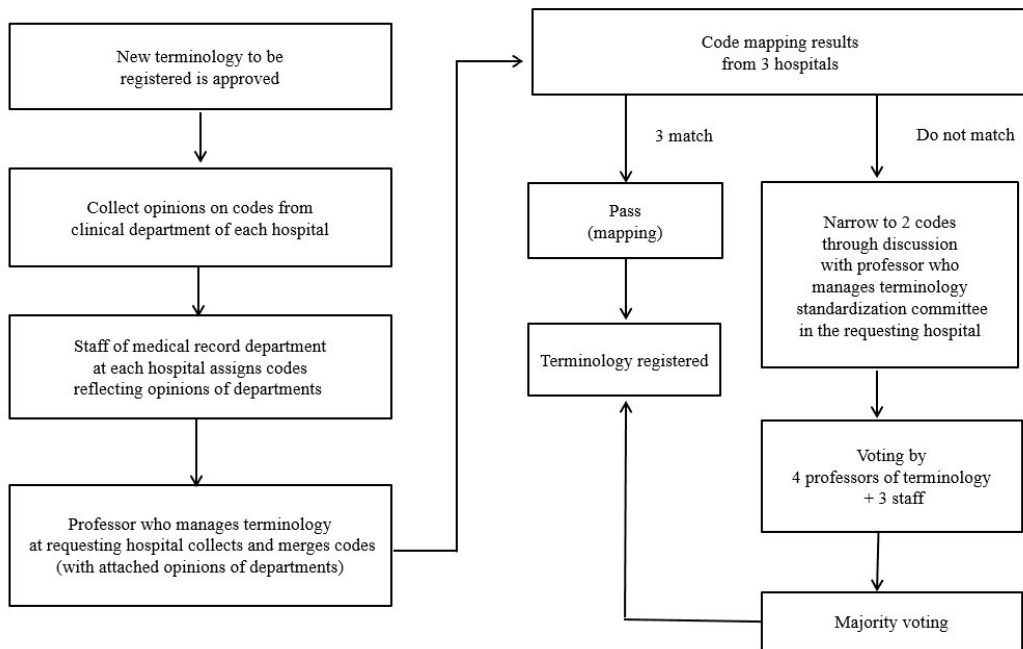 New terminology to be
registered is approved
Collect opinions on codes from
clinical department of each hospital
Staff of medical record department
at each hospital assigns codes
reflecting opinions of departments
Professor who manages terminology
at requesting hospital collects and merges codes
(with attached opinions of departments)
Code mapping results
from 3 hospitals
3 match
Do not match
Pass
(mapping)
Terminology registered
Narrow to 2 codes
through discussion
with professor who
manages terminology
standardization committee
in the requesting hospital
Voting by
4 professors of terminology
+ 3 staff
Majority voting